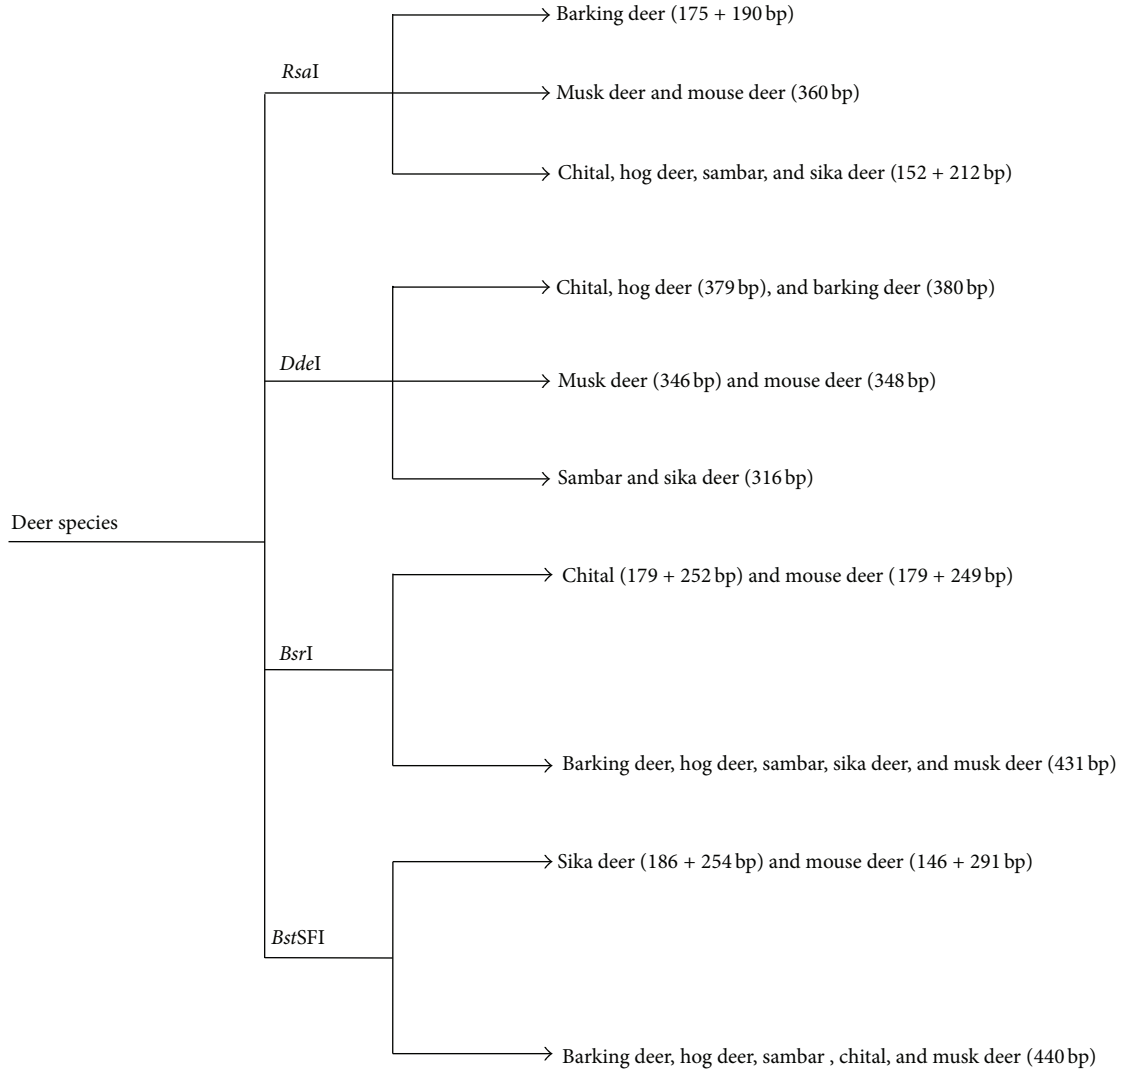 Barking deer (175 + 190 bp)
RsaI
Musk deer and mouse deer (360 bp)
Chital, hog deer, sambar, and sika deer (152 + 212 bp)
Chital, hog deer (379 bp), and barking deer (380 bp)
DdeI
Musk deer (346 bp) and mouse deer (348 bp)
Sambar and sika deer (316 bp)
Deer species
Chital (179 + 252 bp) and mouse deer (179 + 249 bp)
BsrI
Barking deer, hog deer, sambar, sika deer, and musk deer (431 bp)
Sika deer (186 + 254 bp) and mouse deer (146 + 291 bp)
BstSFI
Barking deer, hog deer, sambar , chital, and musk deer (440 bp)